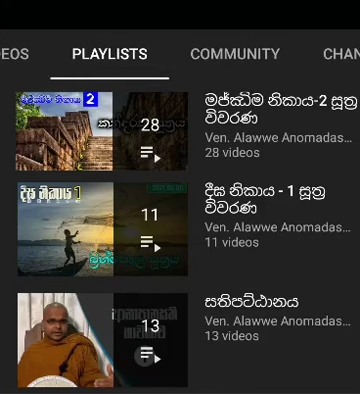 DEOS PLAYLISTS COMMUNITY CHAN
මජ්ඣිම නිකාය 2
28
මජ්ඣිම නිකාය-2 සූත්‍ර
විවරණ
Ven. Alawwe Anomadas...
28 videos
දීඝ නිකාය 1
11
දීඝ නිකාය - 1 සූත්‍ර
විවරණ
Ven. Alawwe Anomadas...
11 videos
13
සතිපට්ඨානය
Ven. Alawwe Anomadas...
13 videos